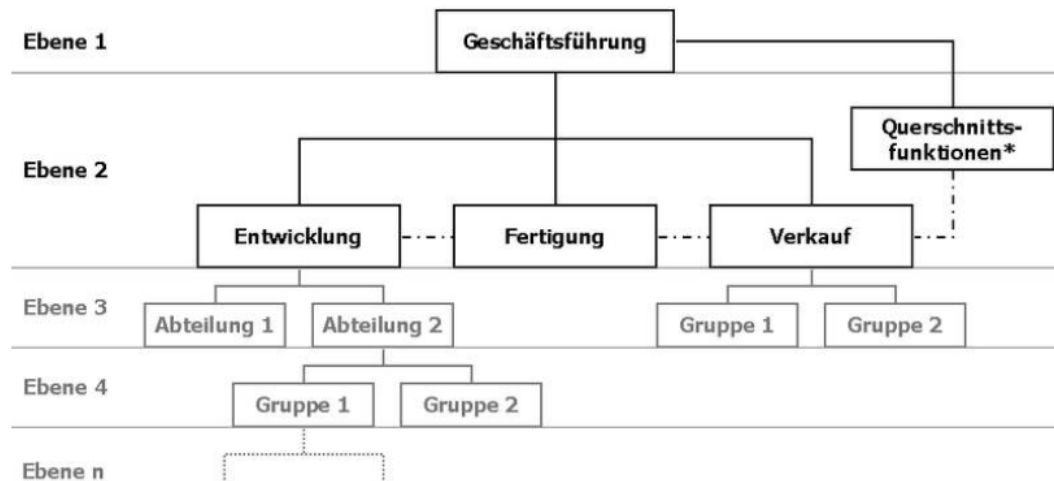 Ebene 1
Geschäftsführung
Querschnitts-
funktionen*
Ebene 2
Entwicklung
Fertigung
Verkauf
Ebene 3
Abteilung 1
Abteilung 2
Gruppe 1
Gruppe 2
Ebene 4
Gruppe 1
Gruppe 2
Ebene n